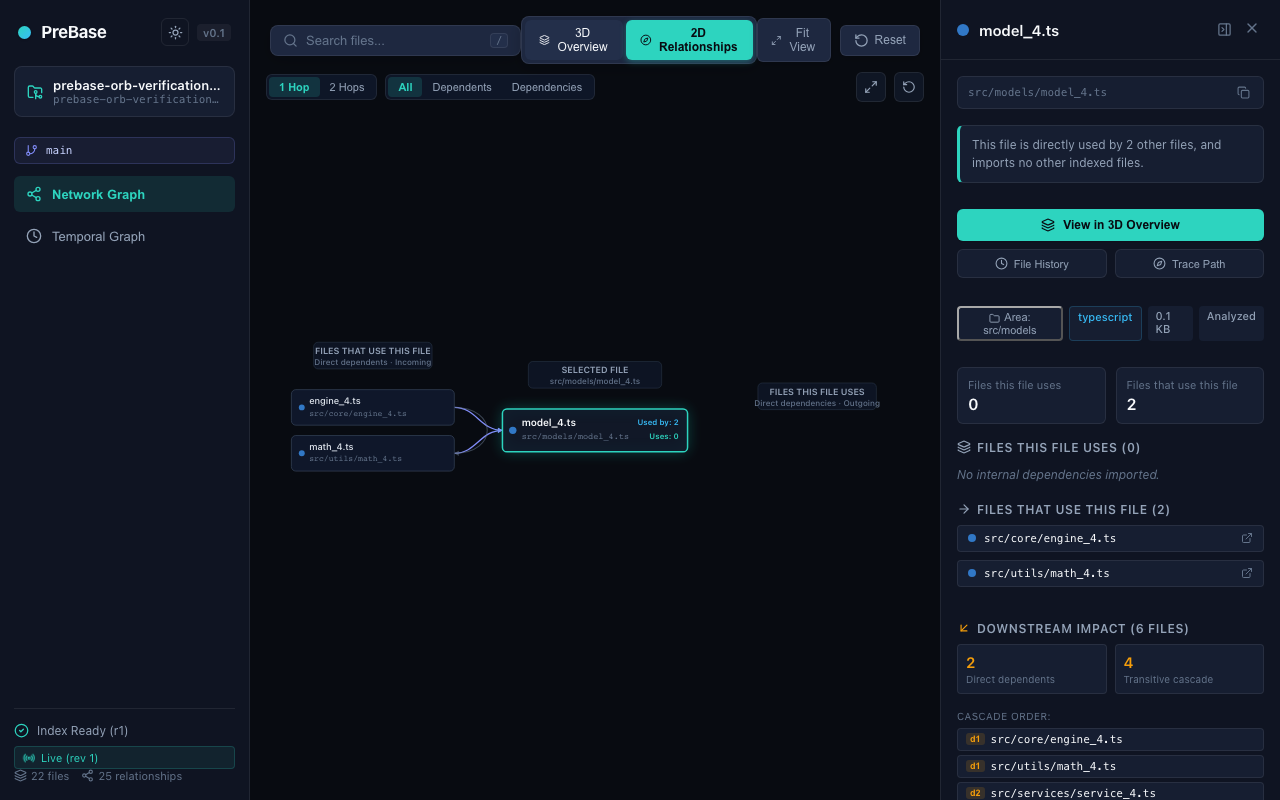 PreBase
v0.1
prebase-orb-verification...
prebase-orb-verification…
main
Network Graph
Temporal Graph
Index Ready (r1)
Live (rev 1)
22 files
25 relationships
Search files...
/
3D
Overview
2D
Relationships
Fit
View
Reset
1 Hop
2 Hops
All
Dependents
Dependencies
FILES THAT USE THIS FILE
Direct dependents · Incoming
engine_4.ts
src/core/engine_4.ts
math_4.ts
src/utils/math_4.ts
SELECTED FILE
src/models/model_4.ts
model_4.ts
Used by: 2
src/models/model_4.ts
Uses: 0
FILES THIS FILE USES
Direct dependencies · Outgoing
model_4.ts
src/models/model_4.ts
This file is directly used by 2 other files, and
imports no other indexed files.
View in 3D Overview
File History
Trace Path
Area:
src/models
typescript
0.1
KB
Analyzed
Files this file uses
0
Files that use this file
2
FILES THIS FILE USES (0)
No internal dependencies imported.
FILES THAT USE THIS FILE (2)
src/core/engine_4.ts
src/utils/math_4.ts
DOWNSTREAM IMPACT (6 FILES)
2
Direct dependents
4
Transitive cascade
CASCADE ORDER:
d1 src/core/engine_4.ts
d1 src/utils/math_4.ts
d2 src/services/service_4.ts